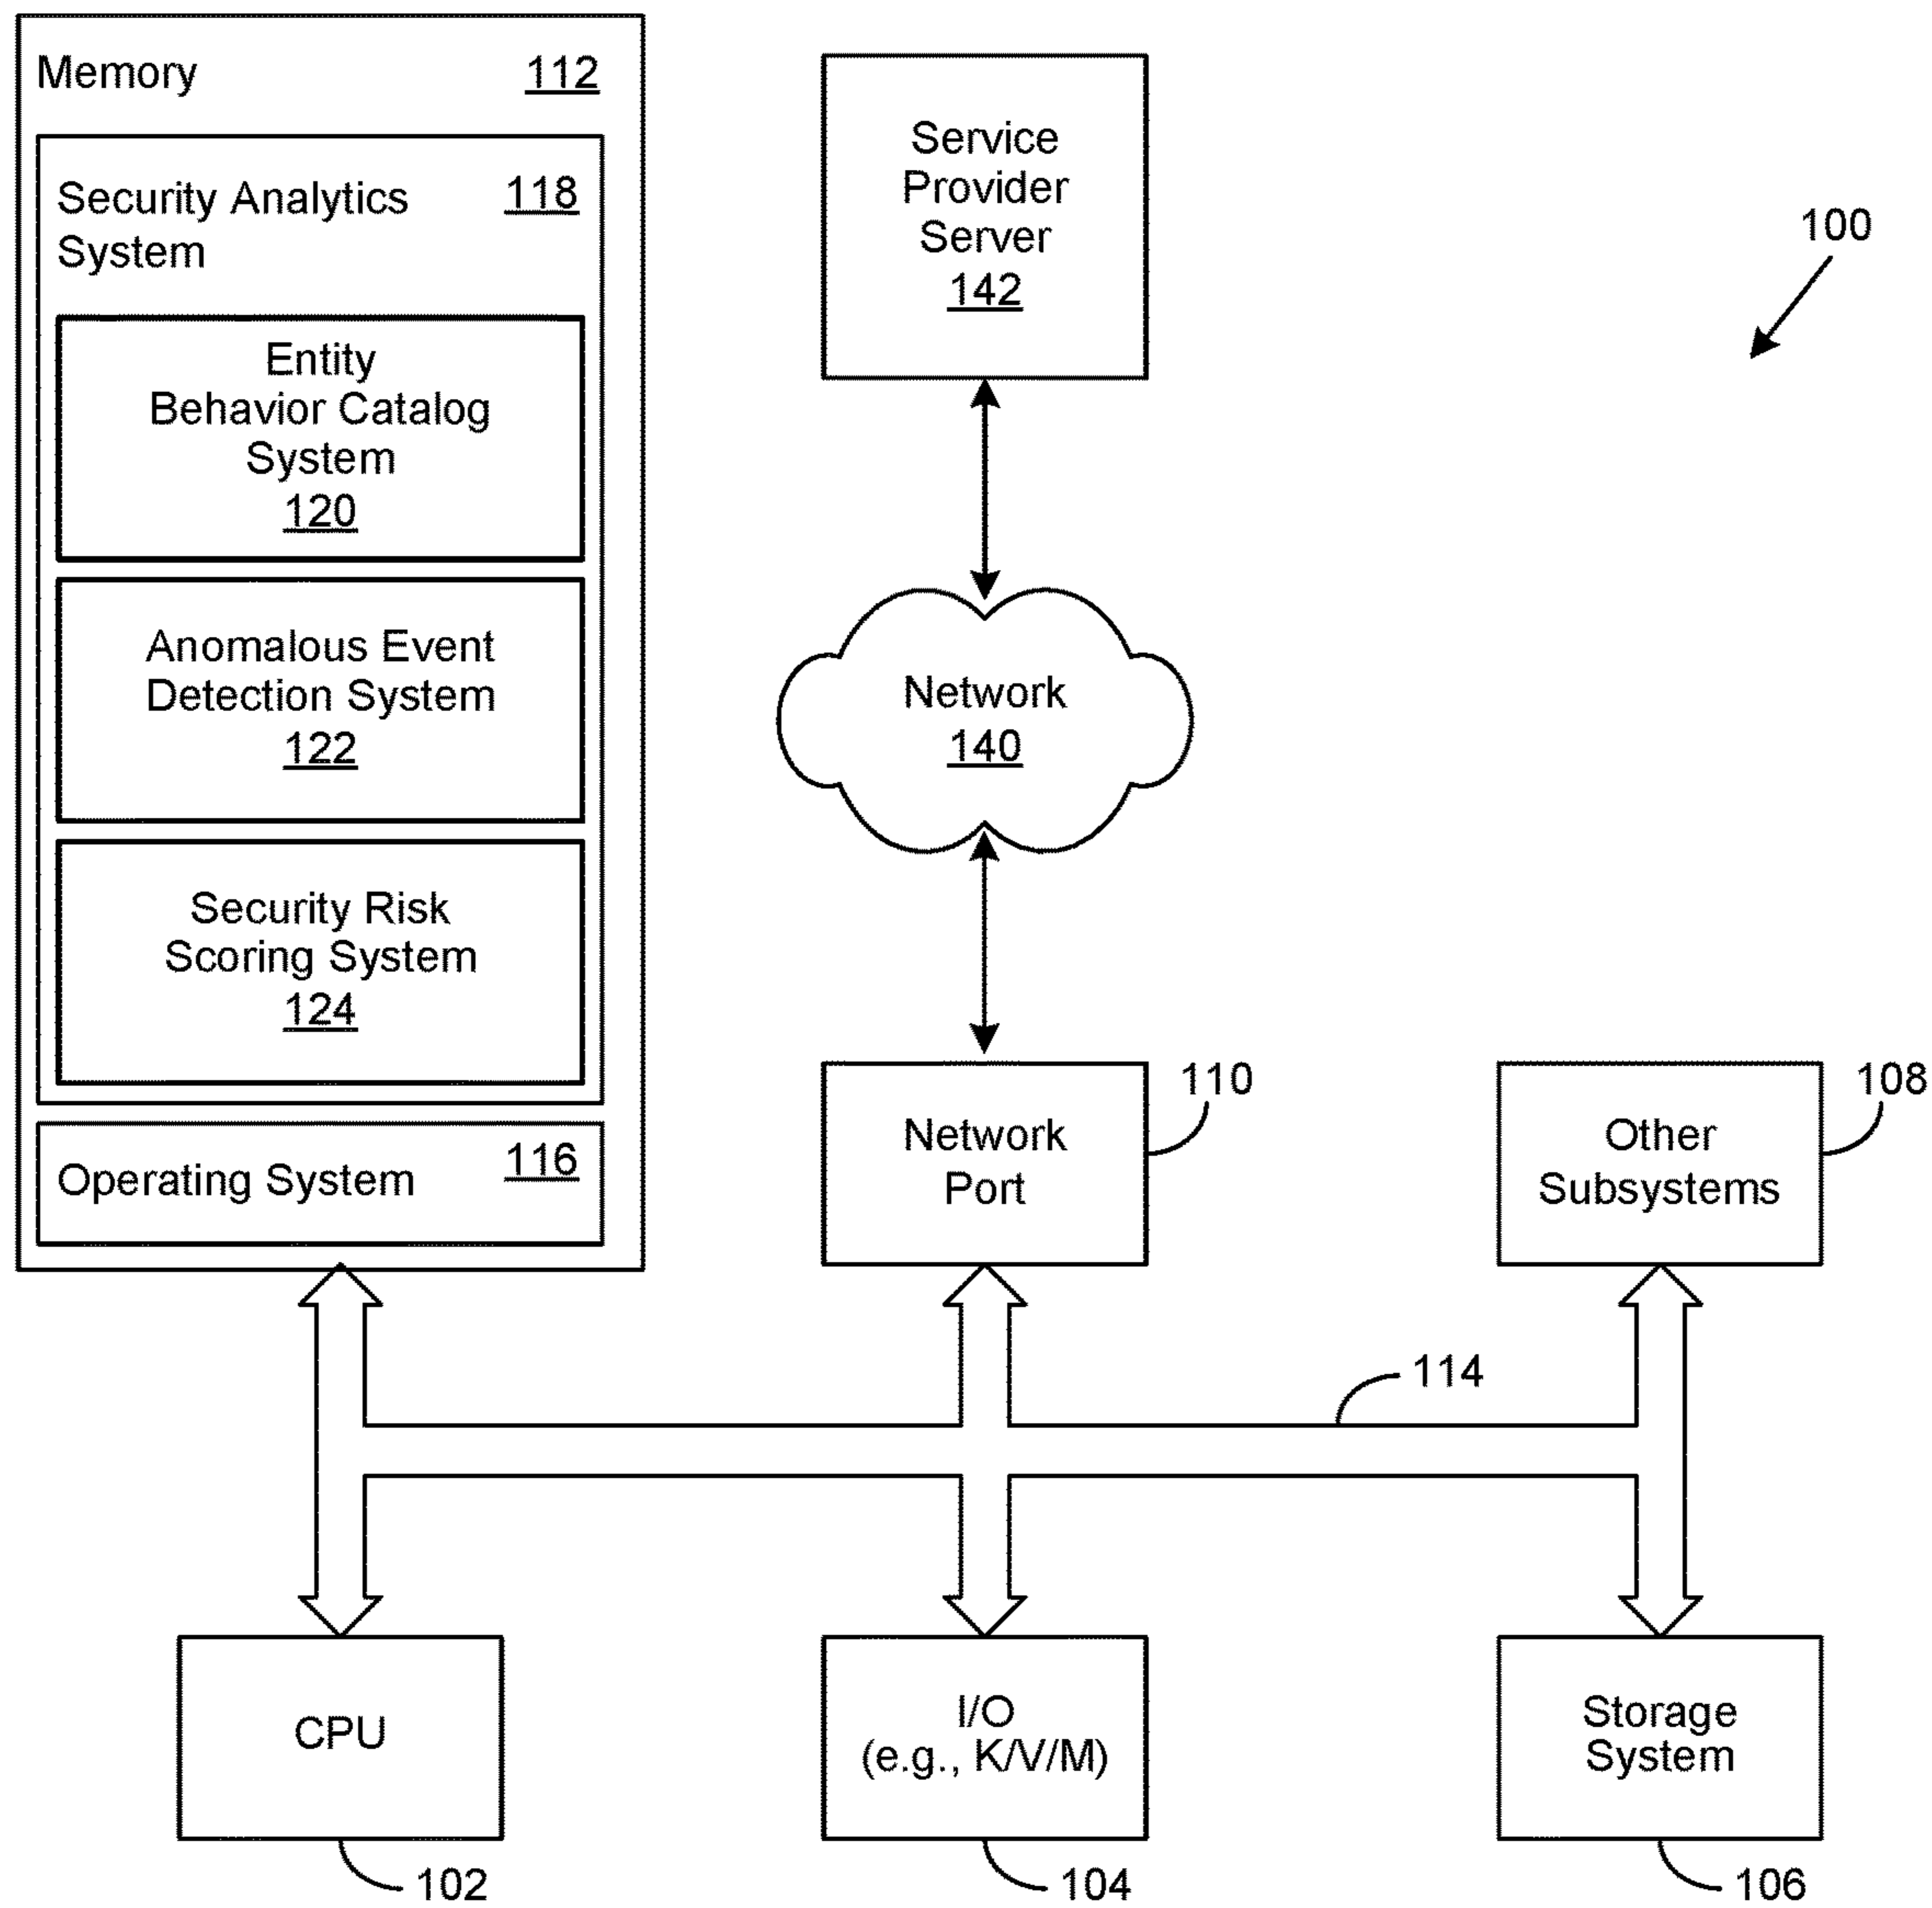 Memory 112
Security Analytics 118
System
Entity
Behavior Catalog
System
120
Anomalous Event
Detection System
122
Security Risk
Scoring System
124
Operating System 116
Service
Provider
Server
142
100
Network
140
Network
Port
110
Other
Subsystems
108
114
CPU
102
I/O
(e.g., K/V/M)
104
Storage
System
106